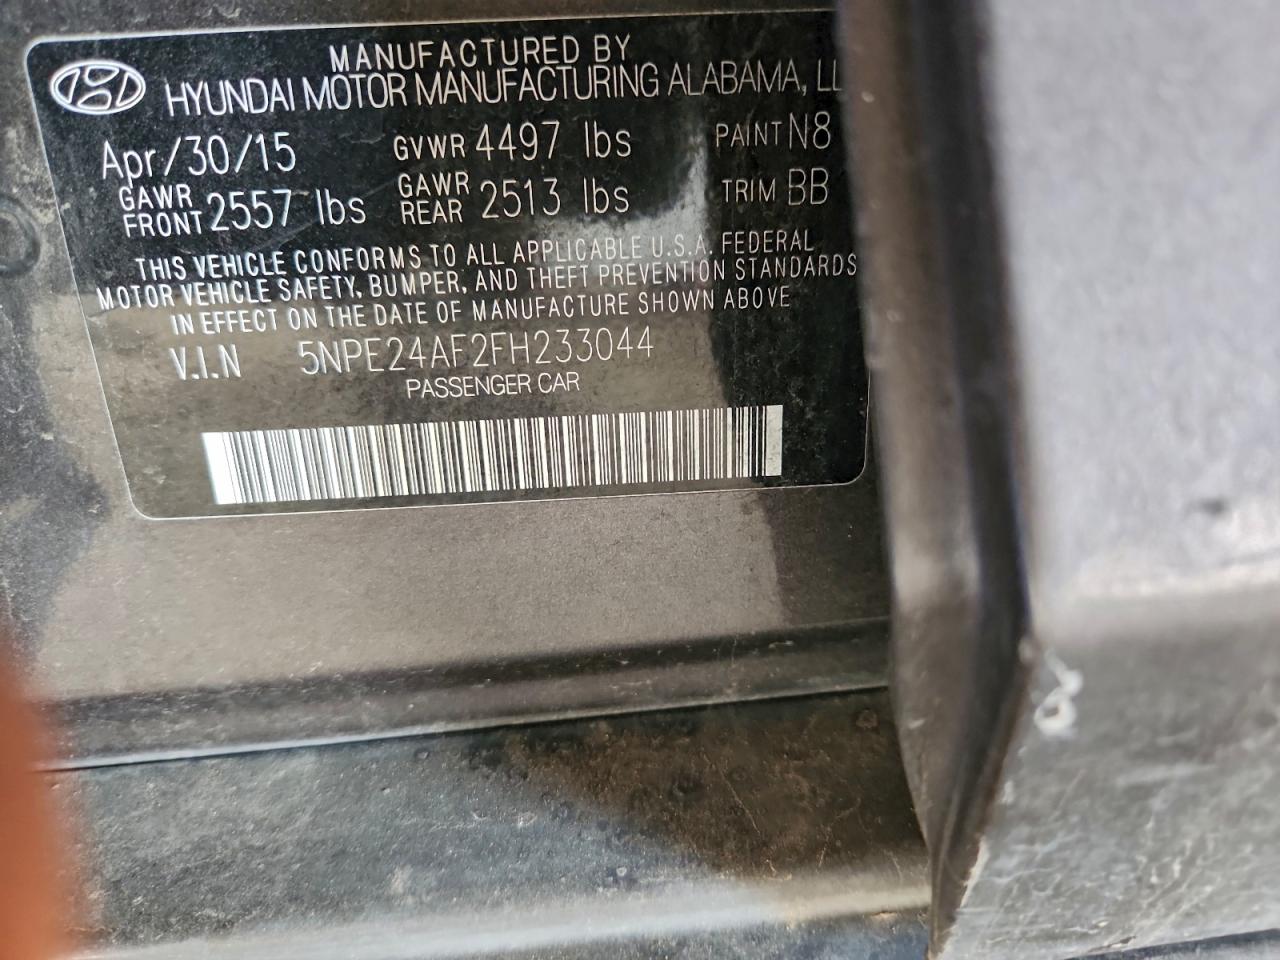 MANUFACTURED BY
HYUNDAI MOTOR MANUFACTURING ALABAMA,
Apr/30/15 GVWR 4497 lbs PAINT N8
GAWR FRONT 2557 lbs GAWR REAR 2513 lbs TRIM BB
THIS VEHICLE CONFORMS TO ALL APPLICABLE U.S.A. FEDERAL
MOTOR VEHICLE SAFETY, BUMPER, AND THEFT PREVENTION STANDARDS
IN EFFECT ON THE DATE OF MANUFACTURE SHOWN ABOVE
V.I.N 5NPE24AF2FH233044
PASSENGER CAR